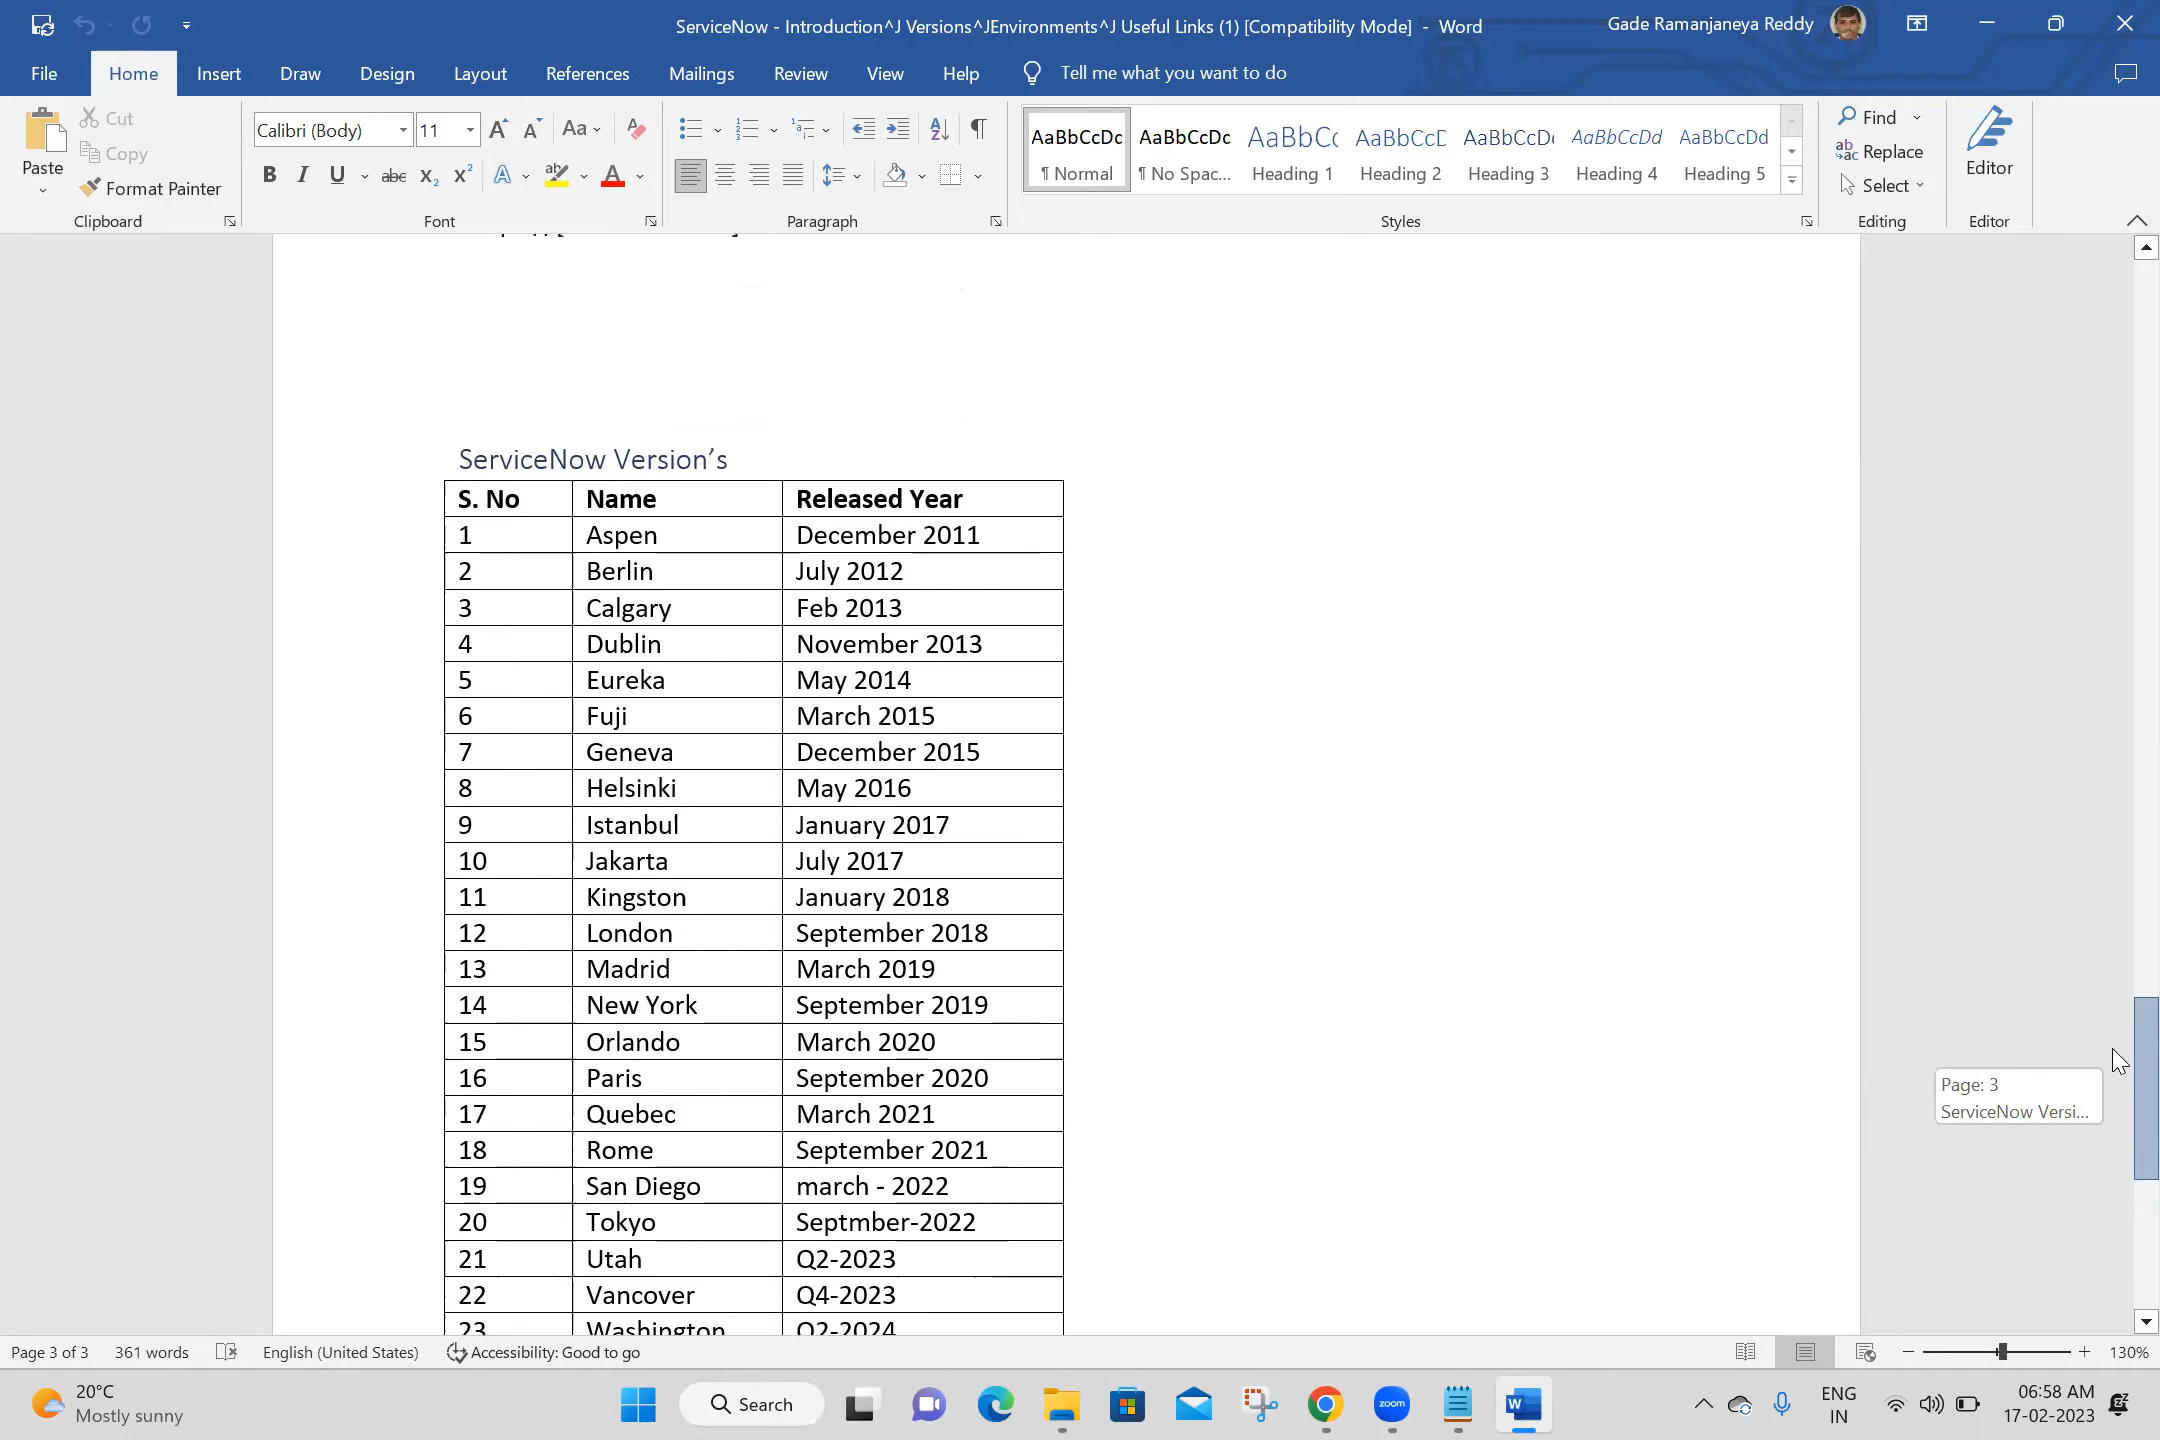 ServiceNow - Introduction^J Versions^JEnvironments^J Useful Links (1) [Compatibility Mode] - Word
Gade Ramanjaneya Reddy
File Home Insert Draw Design Layout References Mailings Review View Help Tell me what you want to do
Paste
Cut
Copy
Format Painter
Clipboard
Calibri (Body) 11
Font
Paragraph
AaBbCcDc AaBbCcDc AaBbCc AaBbCcD AaBbCcD AaBbCcDd AaBbCcDd
¶ Normal ¶ No Spac... Heading 1 Heading 2 Heading 3 Heading 4 Heading 5
Styles
Find
Replace
Select
Editing
Editor
Editor
ServiceNow Version’s
S. No Name Released Year
1 Aspen December 2011
2 Berlin July 2012
3 Calgary Feb 2013
4 Dublin November 2013
5 Eureka May 2014
6 Fuji March 2015
7 Geneva December 2015
8 Helsinki May 2016
9 Istanbul January 2017
10 Jakarta July 2017
11 Kingston January 2018
12 London September 2018
13 Madrid March 2019
14 New York September 2019
15 Orlando March 2020
16 Paris September 2020
17 Quebec March 2021
18 Rome September 2021
19 San Diego march - 2022
20 Tokyo Septmber-2022
21 Utah Q2-2023
22 Vancover Q4-2023
23 Washington Q2-2024
Page: 3
ServiceNow Versi...
Page 3 of 3 361 words English (United States) Accessibility: Good to go 130%
20°C
Mostly sunny
Search
zoom
ENG
IN
06:58 AM
17-02-2023